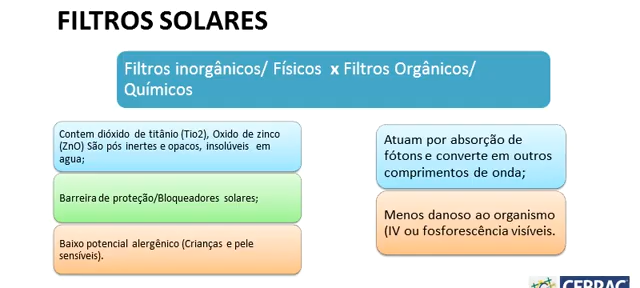 FILTROS SOLARES
Filtros inorgânicos/ Físicos x Filtros Orgânicos/
Químicos
Contem dióxido de titânio (Tio2), Oxido de zinco
(ZnO) São pós inertes e opacos, insolúveis em
agua;
Barreira de proteção/Bloqueadores solares;
Baixo potencial alergênico (Crianças e pele
sensíveis).
Atuam por absorção de
fótons e converte em outros
comprimentos de onda;
Menos danoso ao organismo
(IV ou fosforescência visíveis.